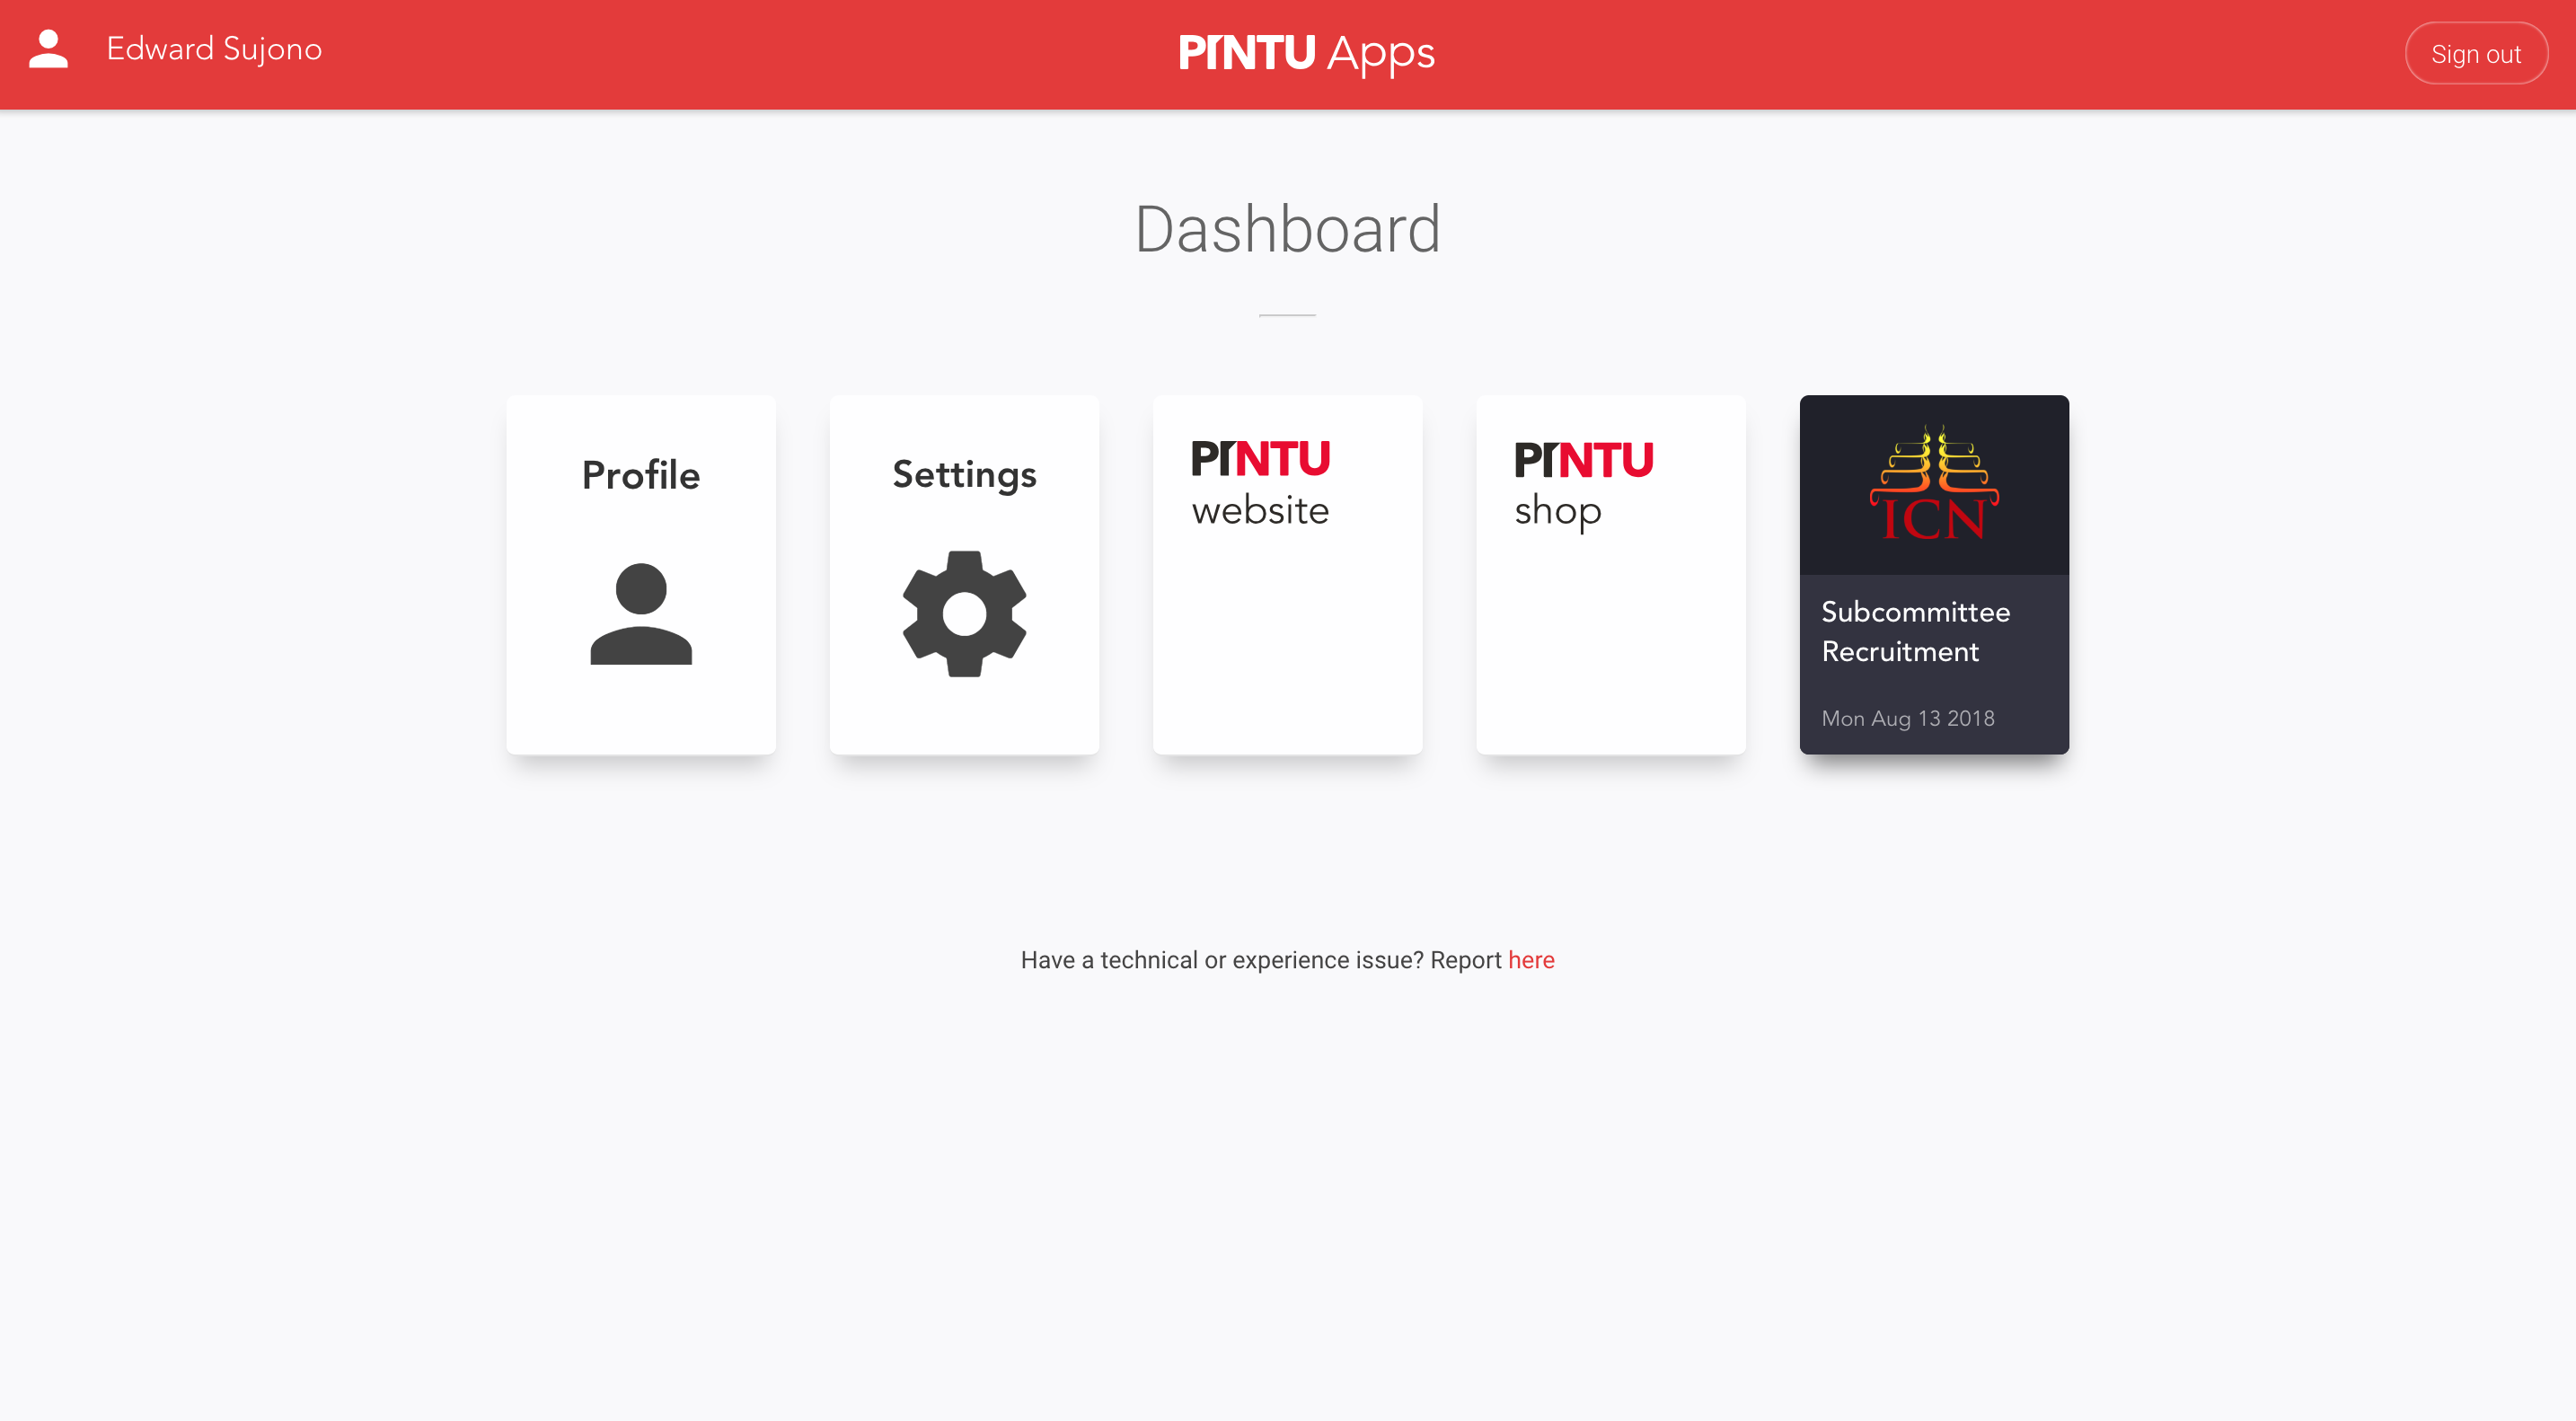 Edward Sujono
PINTU Apps
Sign out
Dashboard
Profile
Settings
PINTU
website
PINTU
shop
ICN
Subcommittee
Recruitment
Mon Aug 13 2018
Have a technical or experience issue? Report here